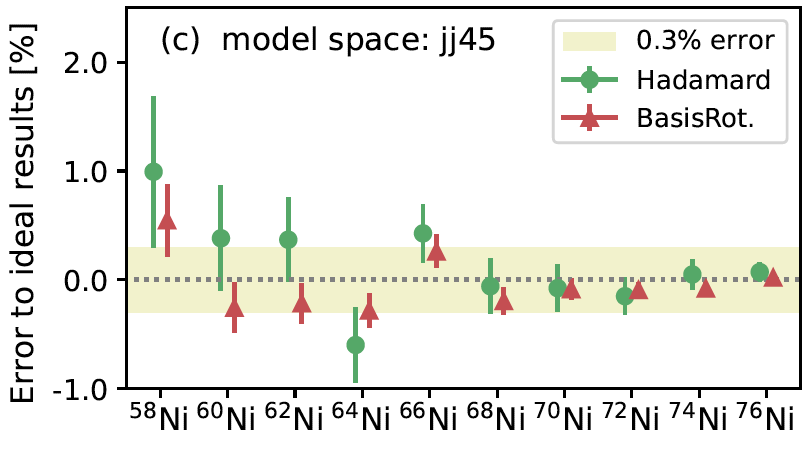 Error to ideal results [%]
2.0
1.0
0.0
-1.0
(c) model space: jj45
0.3% error
Hadamard
BasisRot.
⁵⁸Ni ⁶⁰Ni ⁶²Ni ⁶⁴Ni ⁶⁶Ni ⁶⁸Ni ⁷⁰Ni ⁷²Ni ⁷⁴Ni ⁷⁶Ni